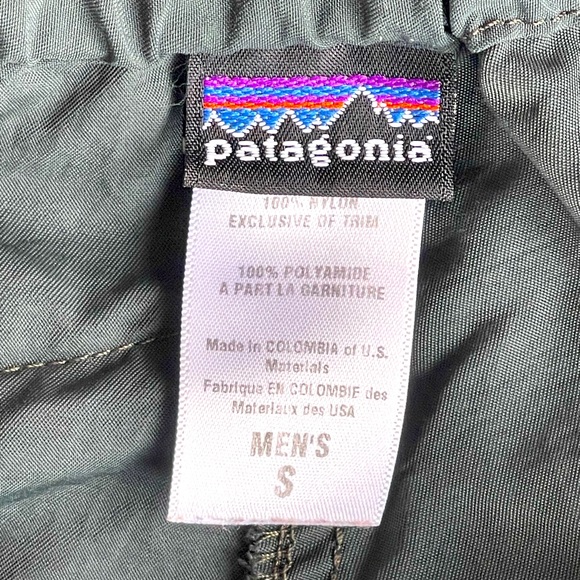 patagonia
100% NYLON
EXCLUSIVE OF TRIM
100% POLYAMIDE
A PART LA GARNITURE
Made in COLOMBIA of U.S.
Materials
Fabrique EN COLOMBIE des
Materiaux des USA
MEN'S
S